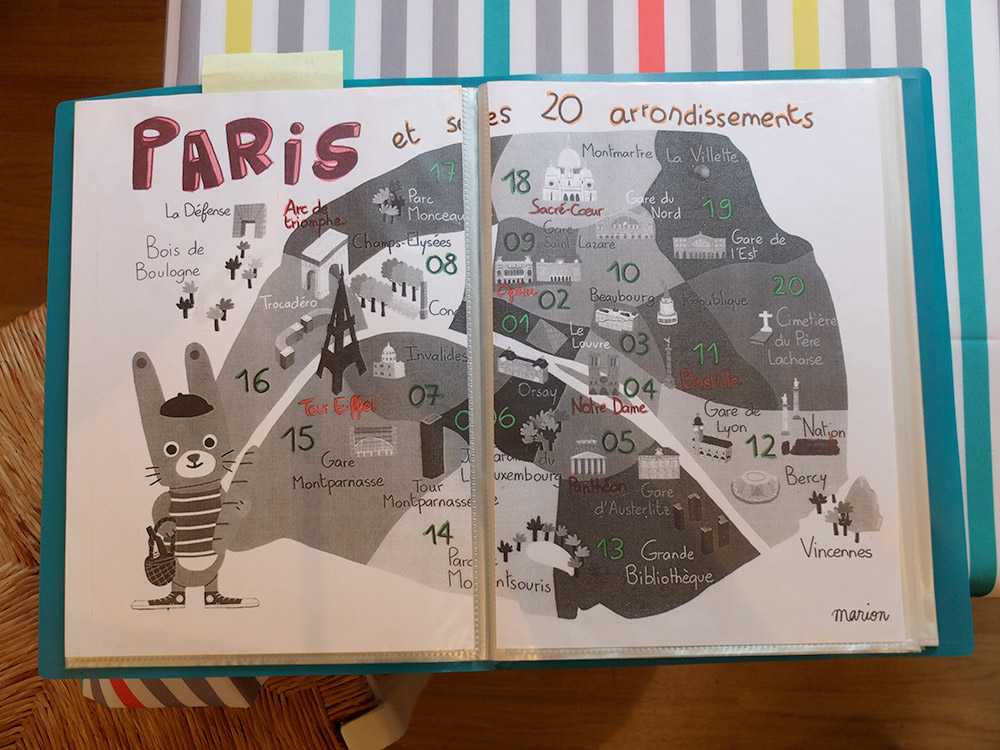 PARIS et ses 20 arrondissements
17
Montmartre
La Villette
18
Parc
Monceau
La Défense
Arc de
triomphe
Sacré-Cœur
Gare du
Nord
19
Bois de
Boulogne
Champs-Elysées
08
09
Gare
Saint-Lazare
Gare de
l'Est
10
20
Trocadéro
Opéra
02
Beaubourg
République
01
Le
Louvre
03
Cimetière
du Père
Lachaise
Invalides
11
16
07
Orsay
04
Bastille
Tour Eiffel
06
Notre Dame
Gare de
Lyon
15
05
12
Nation
Gare
Montparnasse
Luxembourg
Panthéon
Bercy
Tour
Montparnasse
Gare
d'Austerlitz
14
13
Vincennes
Parc
Montsouris
Grande
Bibliothèque
marion